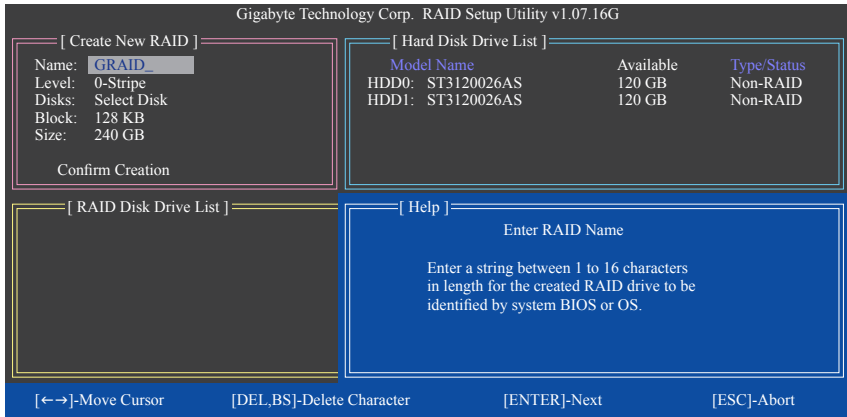 Gigabyte Technology Corp. RAID Setup Utility v1.07.16G
[ Create New RAID ]
Name: GRAID_
Level: 0-Stripe
Disks: Select Disk
Block: 128 KB
Size: 240 GB
Confirm Creation
[ Hard Disk Drive List ]
Model Name Available Type/Status
HDD0: ST3120026AS 120 GB Non-RAID
HDD1: ST3120026AS 120 GB Non-RAID
[ RAID Disk Drive List ]
[ Help ]
Enter RAID Name
Enter a string between 1 to 16 characters
in length for the created RAID drive to be
identified by system BIOS or OS.
[←→]-Move Cursor [DEL,BS]-Delete Character [ENTER]-Next [ESC]-Abort